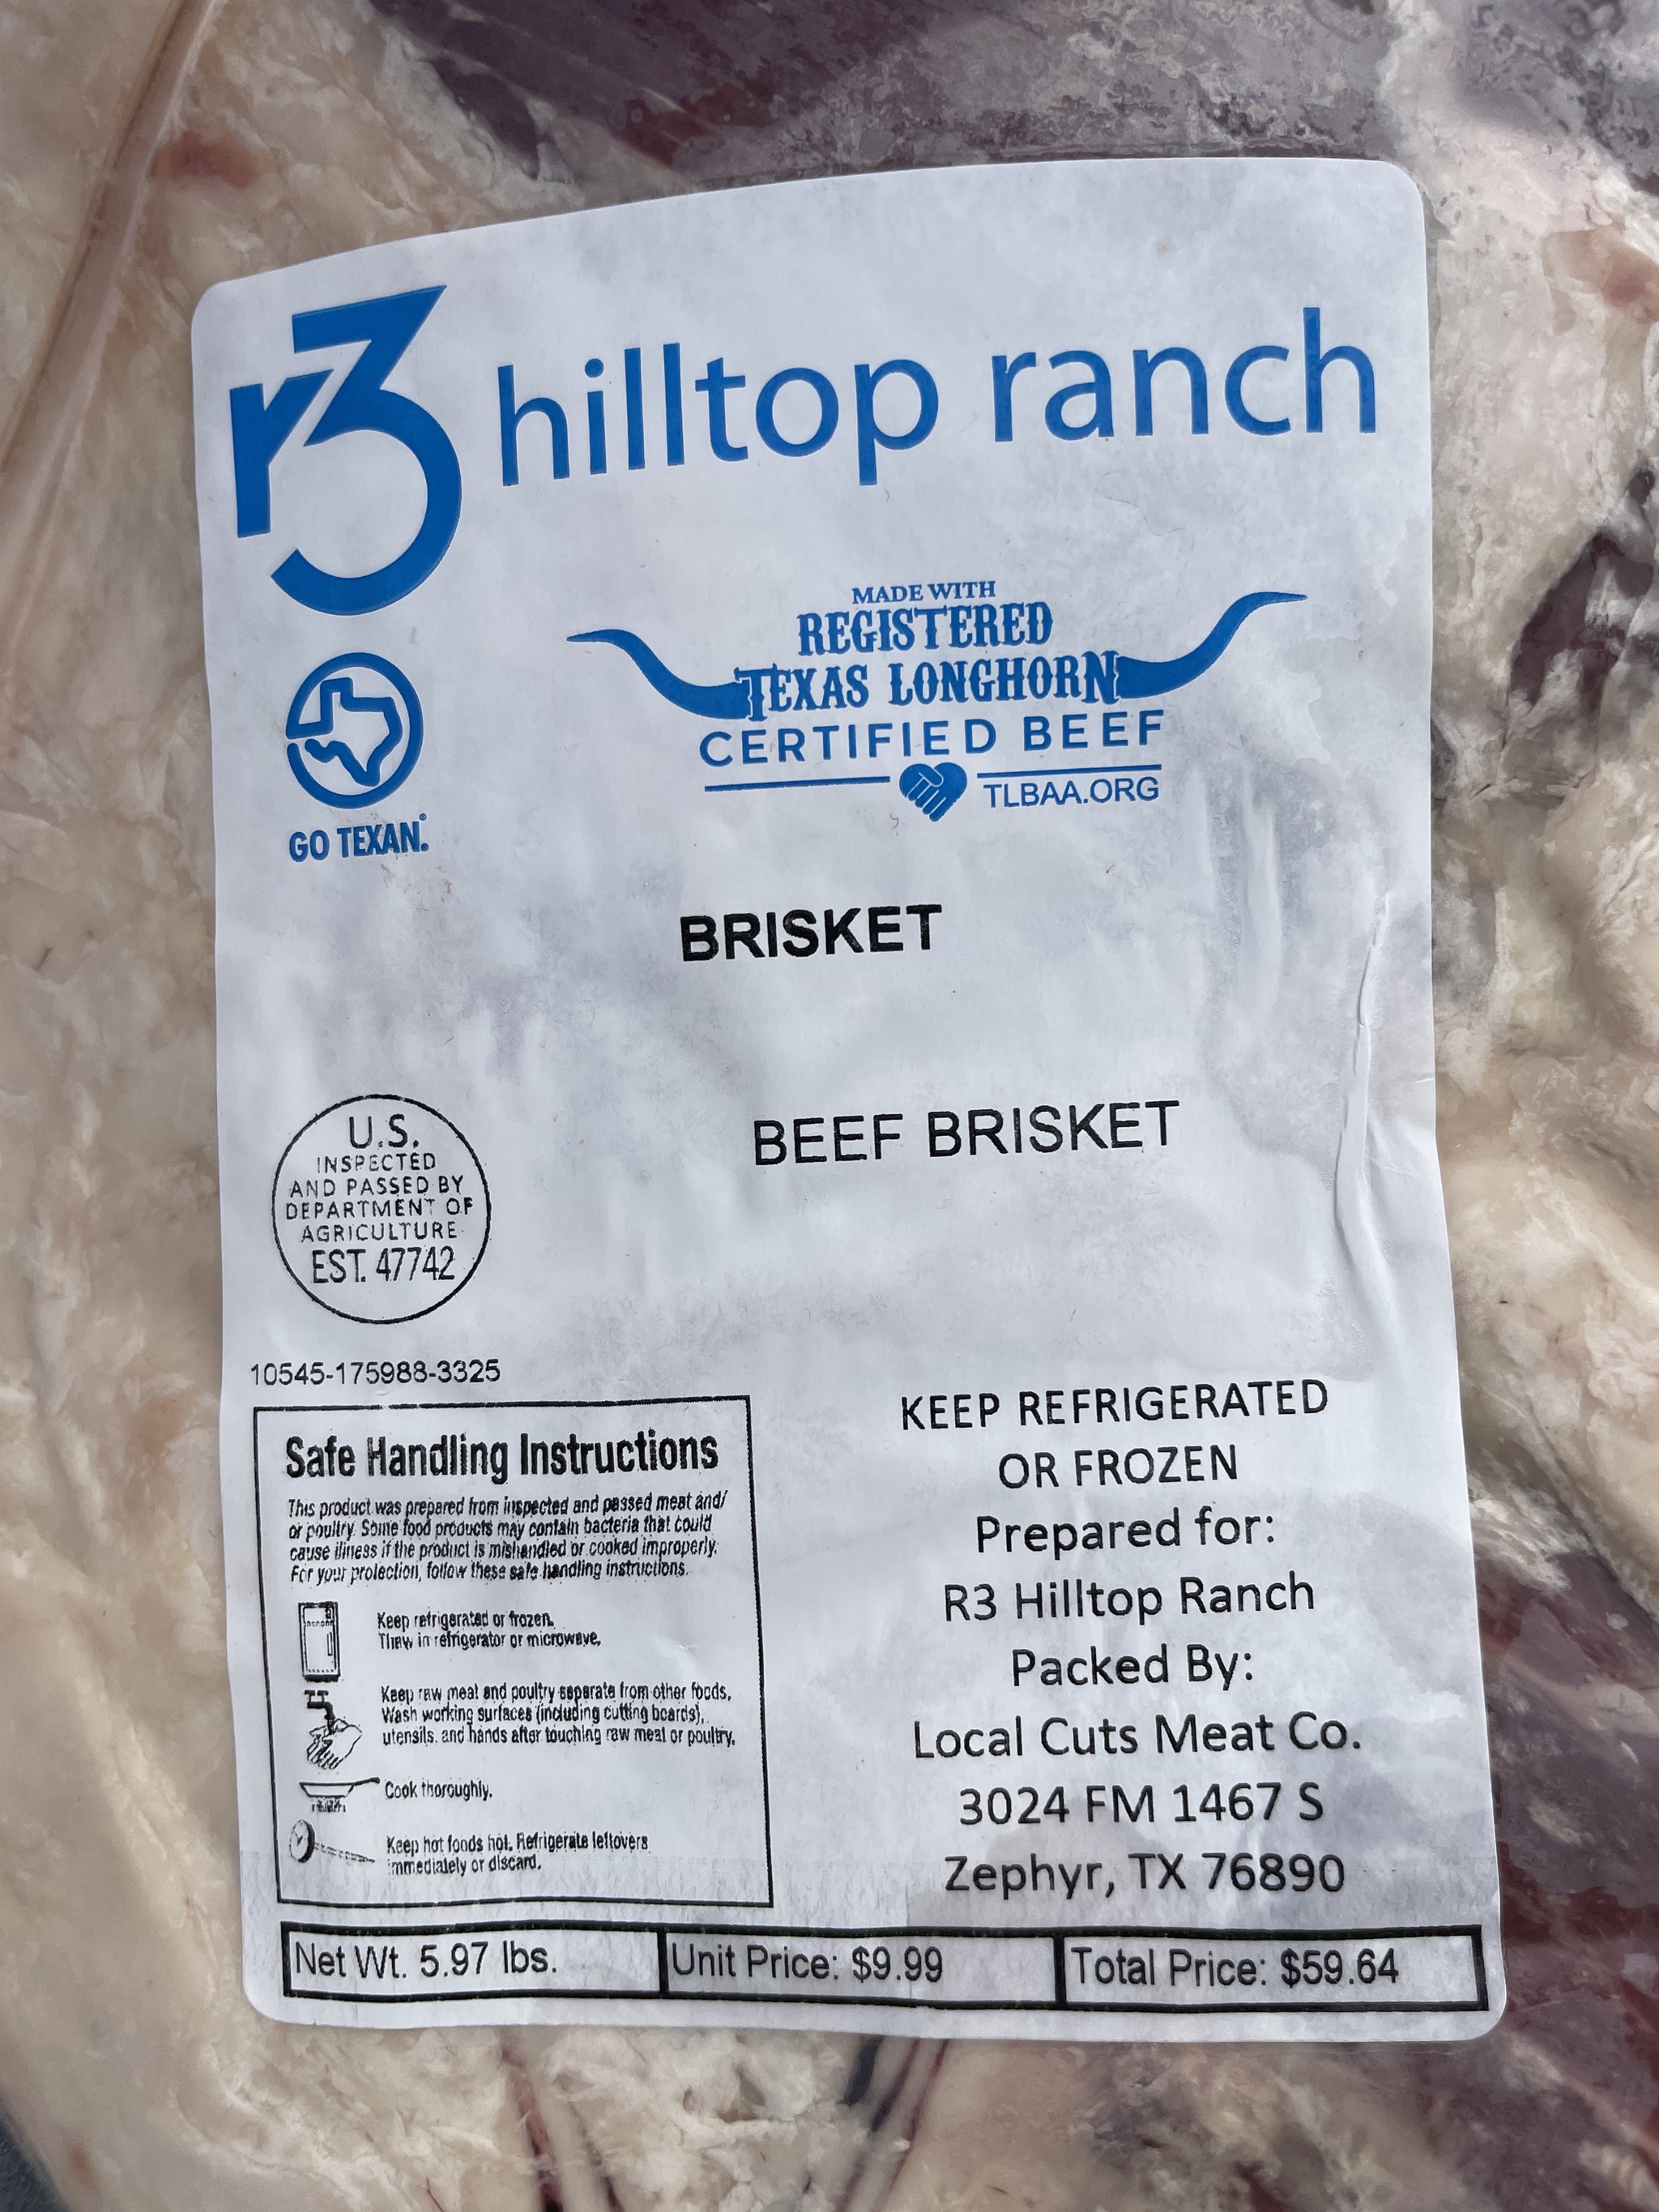 r3 hilltop ranch
MADE WITH
REGISTERED
TEXAS LONGHORN
CERTIFIED BEEF
TLBAA.ORG
GO TEXAN.
BRISKET
BEEF BRISKET
U.S.
INSPECTED
AND PASSED BY
DEPARTMENT OF
AGRICULTURE
EST. 47742
10545-175988-3325
Safe Handling Instructions
This product was prepared from inspected and passed meat and/
or poultry. Some food products may contain bacteria that could
cause illness if the product is mishandled or cooked improperly.
For your protection, follow these safe handling instructions.
Keep refrigerated or frozen.
Thaw in refrigerator or microwave.
Keep raw meat and poultry separate from other foods.
Wash working surfaces (including cutting boards),
utensils, and hands after touching raw meat or poultry.
Cook thoroughly.
Keep hot foods hot. Refrigerate leftovers
immediately or discard.
KEEP REFRIGERATED
OR FROZEN
Prepared for:
R3 Hilltop Ranch
Packed By:
Local Cuts Meat Co.
3024 FM 1467 S
Zephyr, TX 76890
Net Wt. 5.97 lbs.
Unit Price: $9.99
Total Price: $59.64